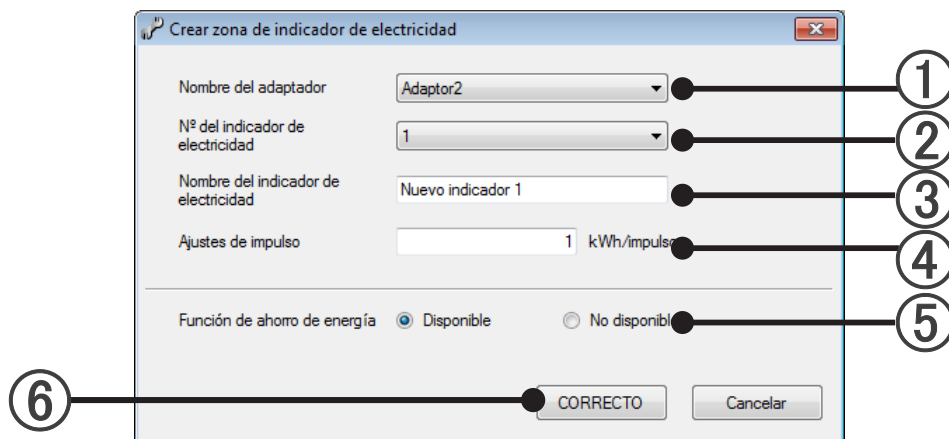 Crear zona de indicador de electricidad
Nombre del adaptador
Adaptor2
①
Nº del indicador de
electricidad
1
②
Nombre del indicador de
electricidad
Nuevo indicador 1
③
Ajustes de impulso
1 kWh/impulso
④
Función de ahorro de energía
Disponible
No disponible
⑤
⑥
CORRECTO
Cancelar